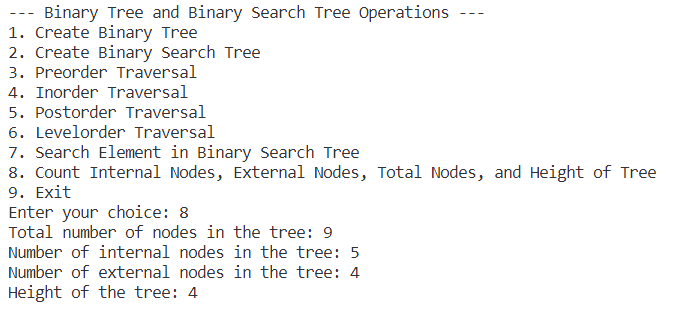 --- Binary Tree and Binary Search Tree Operations ---
1. Create Binary Tree
2. Create Binary Search Tree
3. Preorder Traversal
4. Inorder Traversal
5. Postorder Traversal
6. Levelorder Traversal
7. Search Element in Binary Search Tree
8. Count Internal Nodes, External Nodes, Total Nodes, and Height of Tree
9. Exit
Enter your choice: 8
Total number of nodes in the tree: 9
Number of internal nodes in the tree: 5
Number of external nodes in the tree: 4
Height of the tree: 4